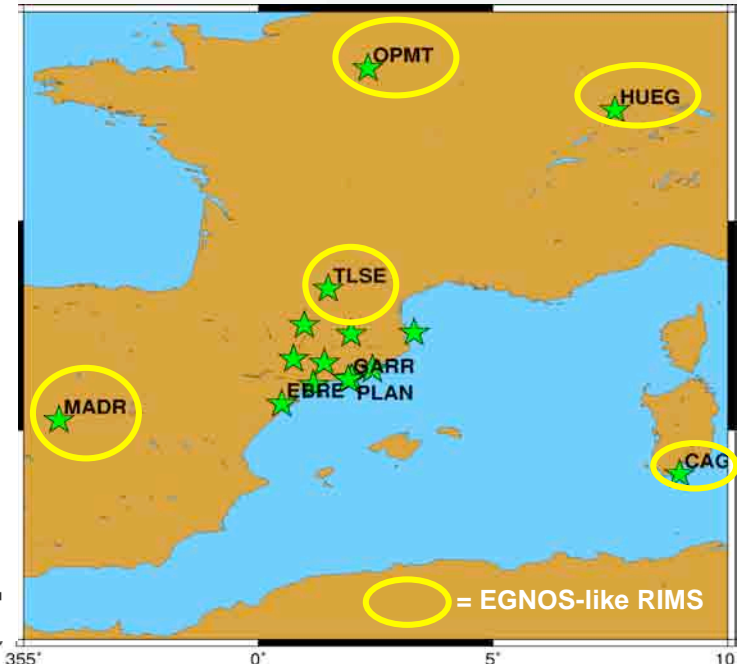 OPMT
HUEG
TLSE
GARR
EBRE PLAN
MADR
CAG
= EGNOS-like RIMS
355° 0° 5° 10